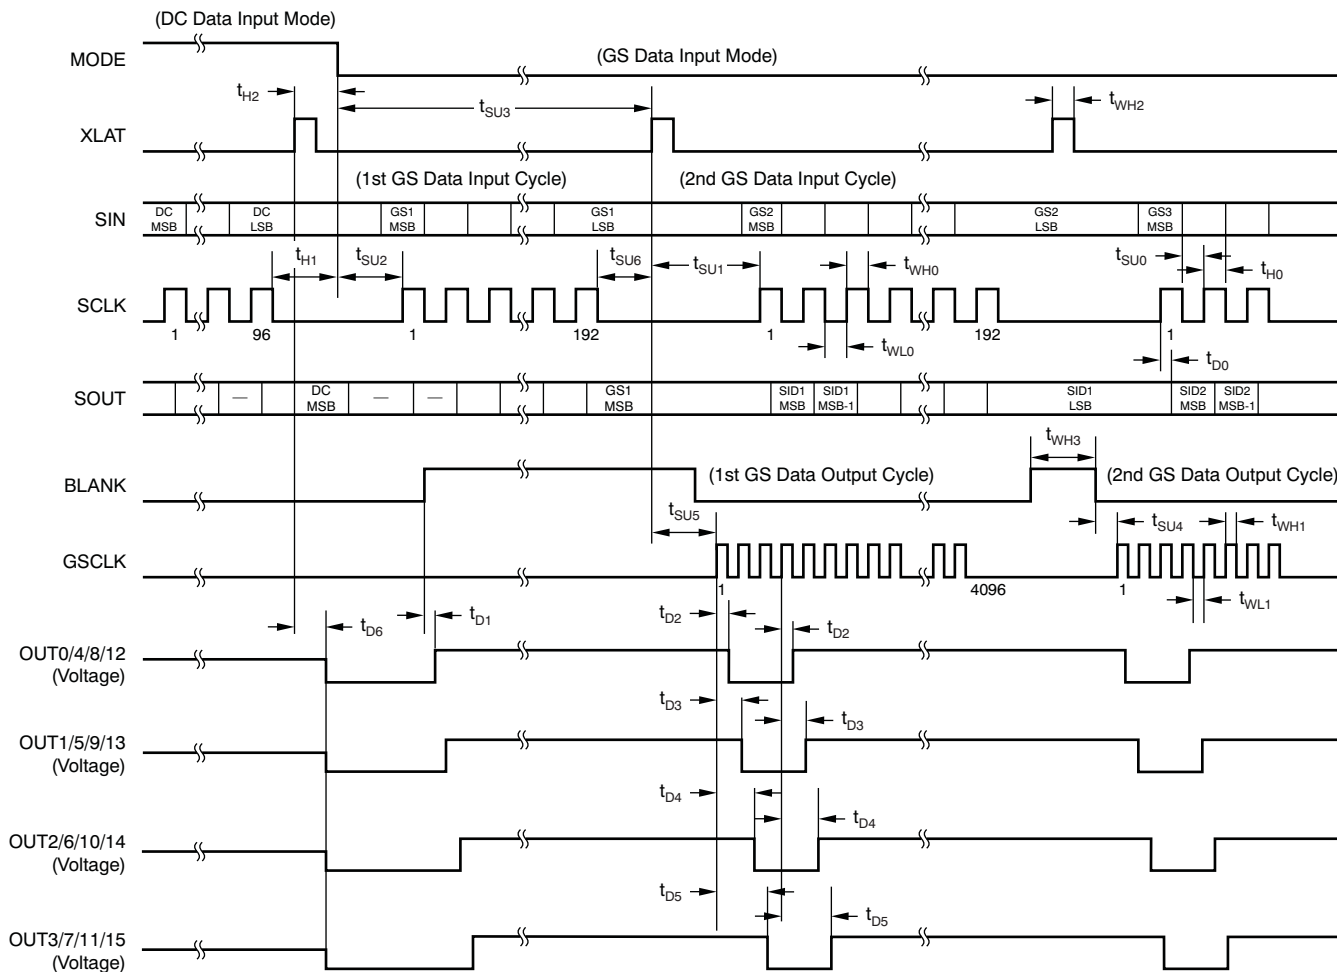 (DC Data Input Mode)
MODE
(GS Data Input Mode)
tH2
tSU3
tWH2
XLAT
(1st GS Data Input Cycle)
(2nd GS Data Input Cycle)
SIN
DC MSB
DC LSB
GS1 MSB
GS1 LSB
GS2 MSB
GS2 LSB
GS3 MSB
tH1
tSU2
tSU6
tSU1
tWH0
tSU0
tH0
SCLK
1
96
1
192
1
192
1
tWL0
tD0
SOUT
—
DC MSB
—
—
GS1 MSB
SID1 MSB
SID1 MSB-1
SID1 LSB
SID2 MSB
SID2 MSB-1
tWH3
BLANK
(1st GS Data Output Cycle)
(2nd GS Data Output Cycle)
tSU5
tSU4
tWH1
GSCLK
1
4096
1
tWL1
tD6
tD1
tD2
tD2
OUT0/4/8/12
(Voltage)
tD3
tD3
OUT1/5/9/13
(Voltage)
tD4
tD4
OUT2/6/10/14
(Voltage)
tD5
tD5
OUT3/7/11/15
(Voltage)